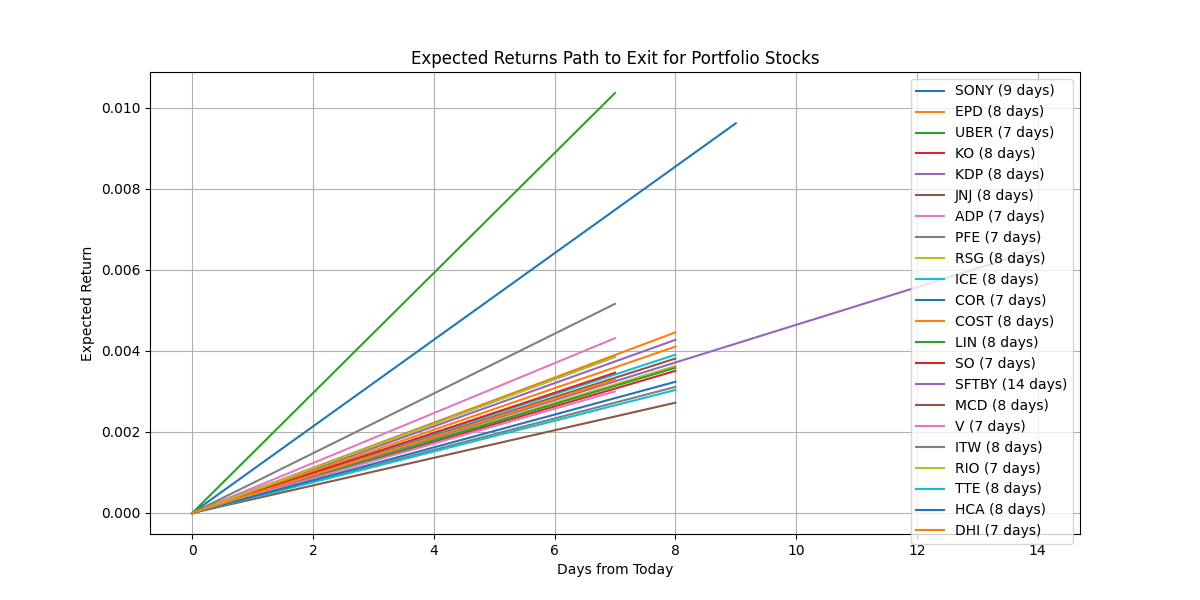 Expected Returns Path to Exit for Portfolio Stocks
Expected Return
0.010
0.008
0.006
0.004
0.002
0.000
0 2 4 6 8 10 12 14
Days from Today
SONY (9 days)
EPD (8 days)
UBER (7 days)
KO (8 days)
KDP (8 days)
JNJ (8 days)
ADP (7 days)
PFE (7 days)
RSG (8 days)
ICE (8 days)
COR (7 days)
COST (8 days)
LIN (8 days)
SO (7 days)
SFTBY (14 days)
MCD (8 days)
V (7 days)
ITW (8 days)
RIO (7 days)
TTE (8 days)
HCA (8 days)
DHI (7 days)